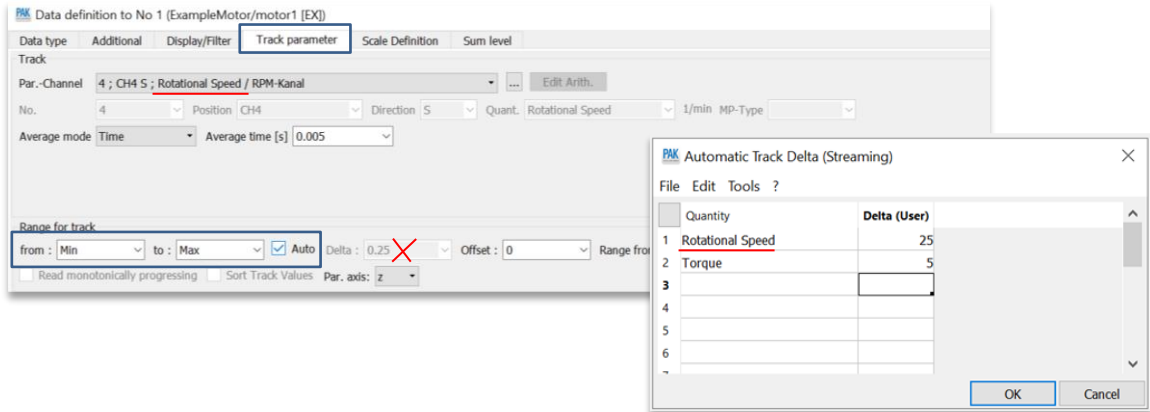 PAK Data definition to No 1 (ExampleMotor/motor1 [EX])
Data type Additional Display/Filter Track parameter Scale Definition Sum level
Track
Par.-Channel 4 ; CH4 S ; Rotational Speed / RPM-Kanal ... Edit Arith.
No. 4 Position CH4 Direction S Quant. Rotational Speed 1/min MP-Type
Average mode Time Average time [s] 0.005
Range for track
from : Min to : Max Auto Delta : 0.25 Offset : 0 Range fro
Read monotonically progressing Sort Track Values Par. axis: z
PAK Automatic Track Delta (Streaming)
File Edit Tools ?
Quantity Delta (User)
1 Rotational Speed 25
2 Torque 5
3
4
5
6
OK Cancel